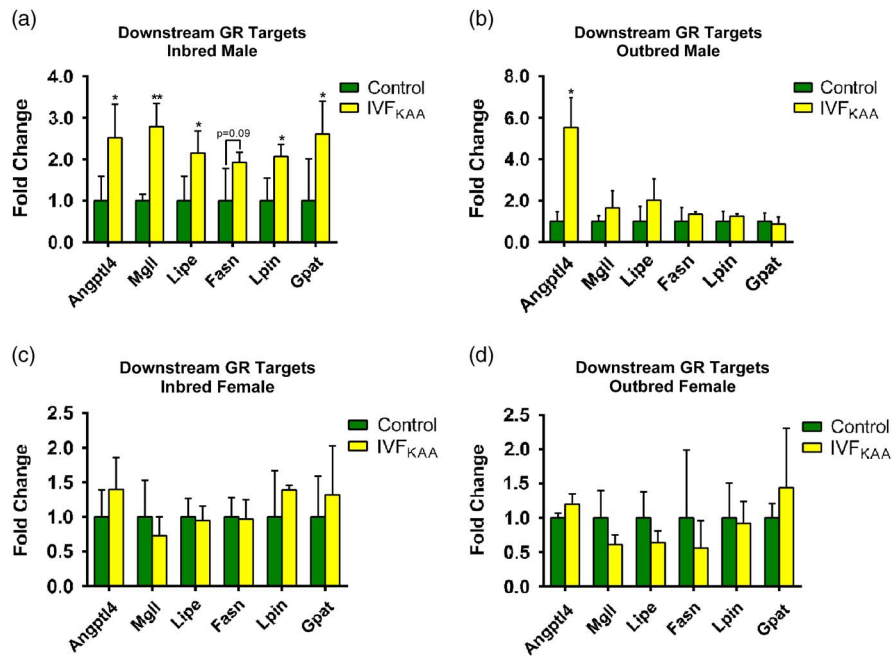 (a)
Downstream GR Targets
Inbred Male
Fold Change
4.0
3.0
2.0
1.0
0.0
*
**
*
p=0.09
*
*
Control
IVFKAA
Angptl4
Mgll
Lipe
Fasn
Lpin
Gpat
(b)
Downstream GR Targets
Outbred Male
Fold Change
8.0
6.0
4.0
2.0
0.0
*
Control
IVFKAA
Angptl4
Mgll
Lipe
Fasn
Lpin
Gpat
(c)
Downstream GR Targets
Inbred Female
Fold Change
2.5
2.0
1.5
1.0
0.5
0.0
Control
IVFKAA
Angptl4
Mgll
Lipe
Fasn
Lpin
Gpat
(d)
Downstream GR Targets
Outbred Female
Fold Change
2.5
2.0
1.5
1.0
0.5
0.0
Control
IVFKAA
Angptl4
Mgll
Lipe
Fasn
Lpin
Gpat